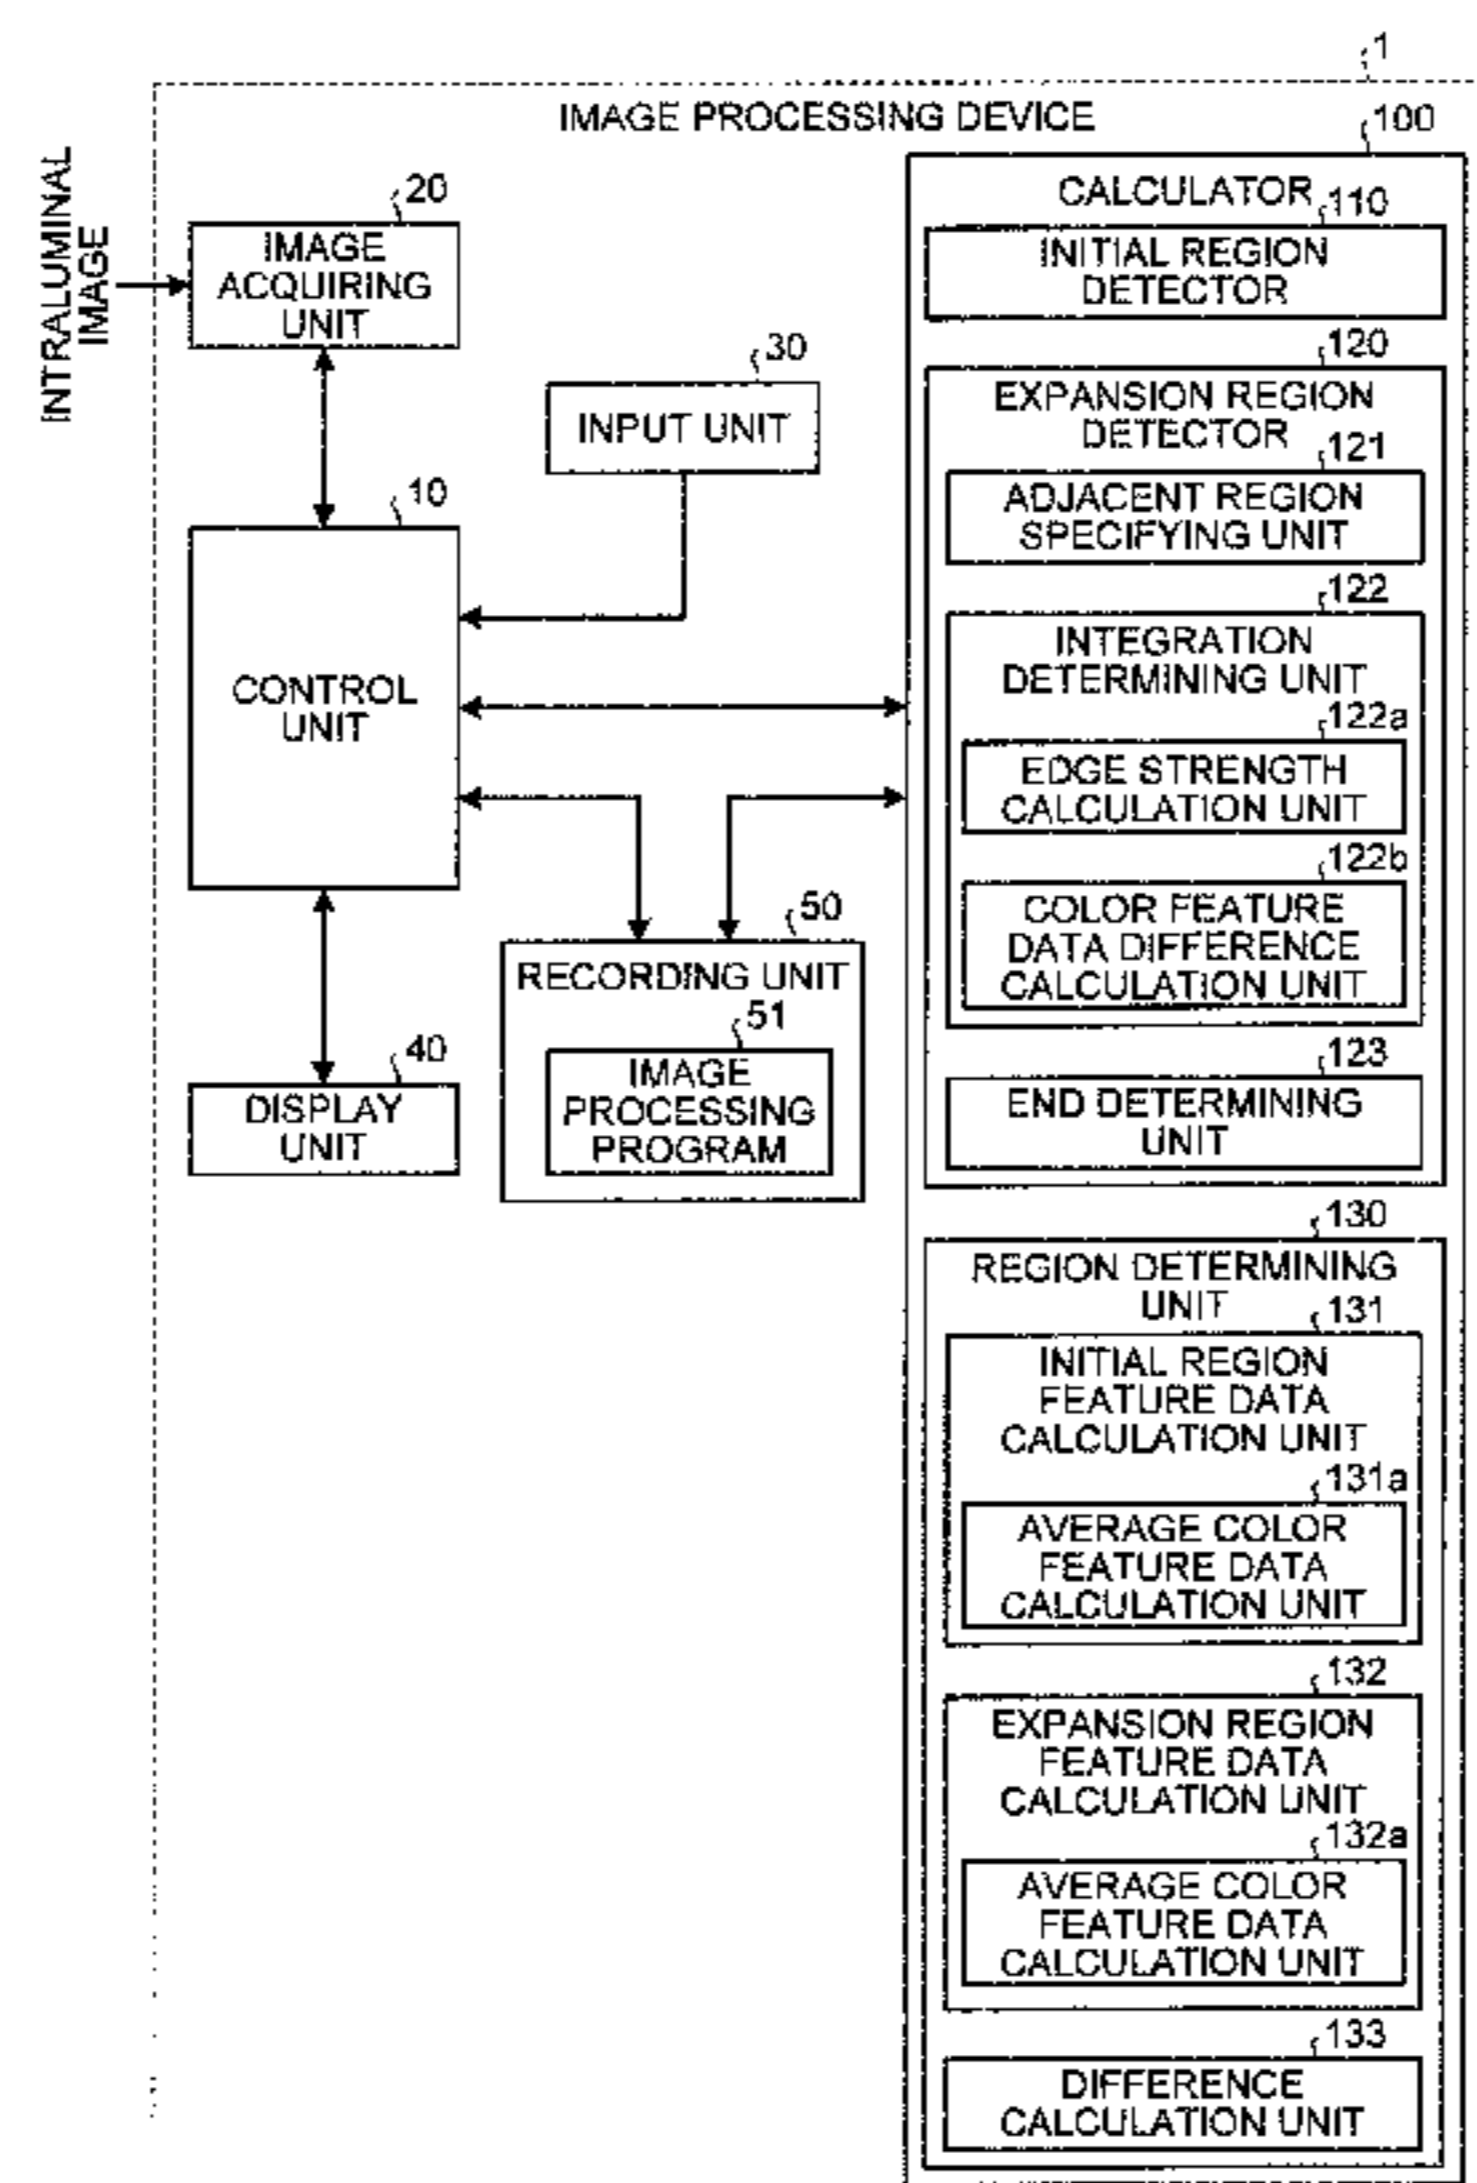 1
IMAGE PROCESSING DEVICE
100
INTRALUMINAL
IMAGE
20
IMAGE
ACQUIRING
UNIT
30
INPUT UNIT
10
CONTROL
UNIT
40
DISPLAY
UNIT
50
RECORDING UNIT
51
IMAGE
PROCESSING
PROGRAM
CALCULATOR
110
INITIAL REGION
DETECTOR
120
EXPANSION REGION
DETECTOR
121
ADJACENT REGION
SPECIFYING UNIT
122
INTEGRATION
DETERMINING UNIT
122a
EDGE STRENGTH
CALCULATION UNIT
122b
COLOR FEATURE
DATA DIFFERENCE
CALCULATION UNIT
123
END DETERMINING
UNIT
130
REGION DETERMINING
UNIT
131
INITIAL REGION
FEATURE DATA
CALCULATION UNIT
131a
AVERAGE COLOR
FEATURE DATA
CALCULATION UNIT
132
EXPANSION REGION
FEATURE DATA
CALCULATION UNIT
132a
AVERAGE COLOR
FEATURE DATA
CALCULATION UNIT
133
DIFFERENCE
CALCULATION UNIT